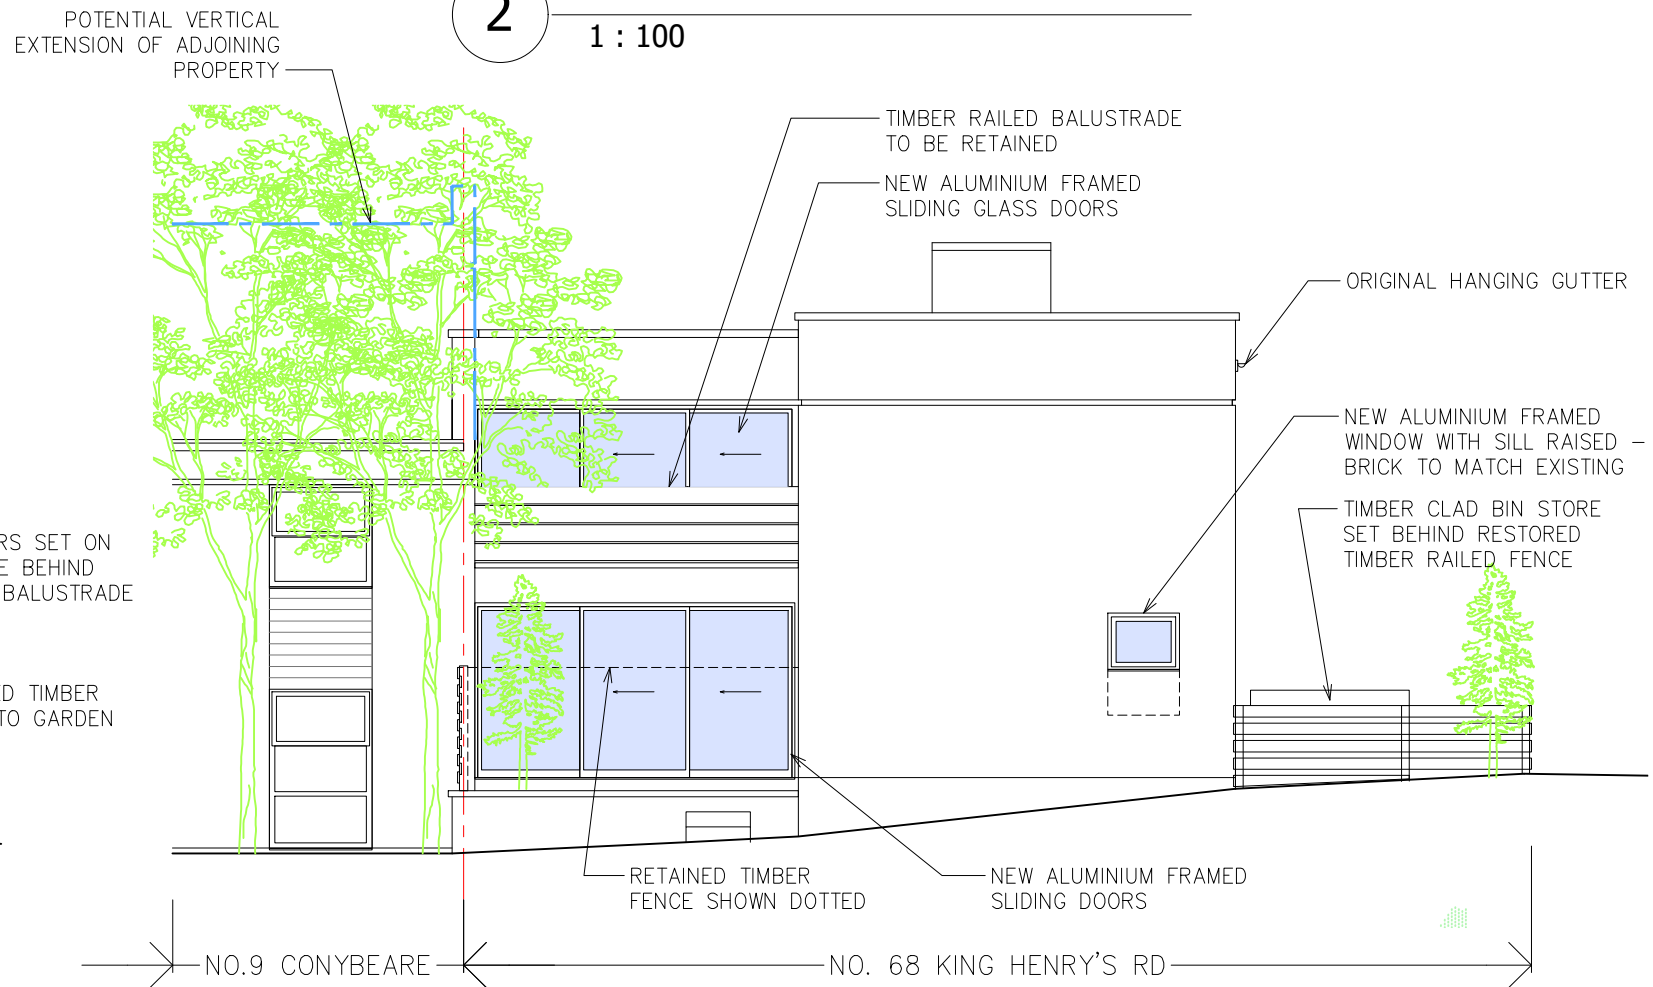 POTENTIAL VERTICAL
EXTENSION OF ADJOINING
PROPERTY
2
1 : 100
TIMBER RAILED BALUSTRADE
TO BE RETAINED
NEW ALUMINIUM FRAMED
SLIDING GLASS DOORS
ORIGINAL HANGING GUTTER
NEW ALUMINIUM FRAMED
WINDOW WITH SILL RAISED –
BRICK TO MATCH EXISTING
TIMBER CLAD BIN STORE
SET BEHIND RESTORED
TIMBER RAILED FENCE
RS SET ON
E BEHIND
BALUSTRADE
ED TIMBER
TO GARDEN
RETAINED TIMBER
FENCE SHOWN DOTTED
NEW ALUMINIUM FRAMED
SLIDING DOORS
NO.9 CONYBEARE
NO. 68 KING HENRY'S RD